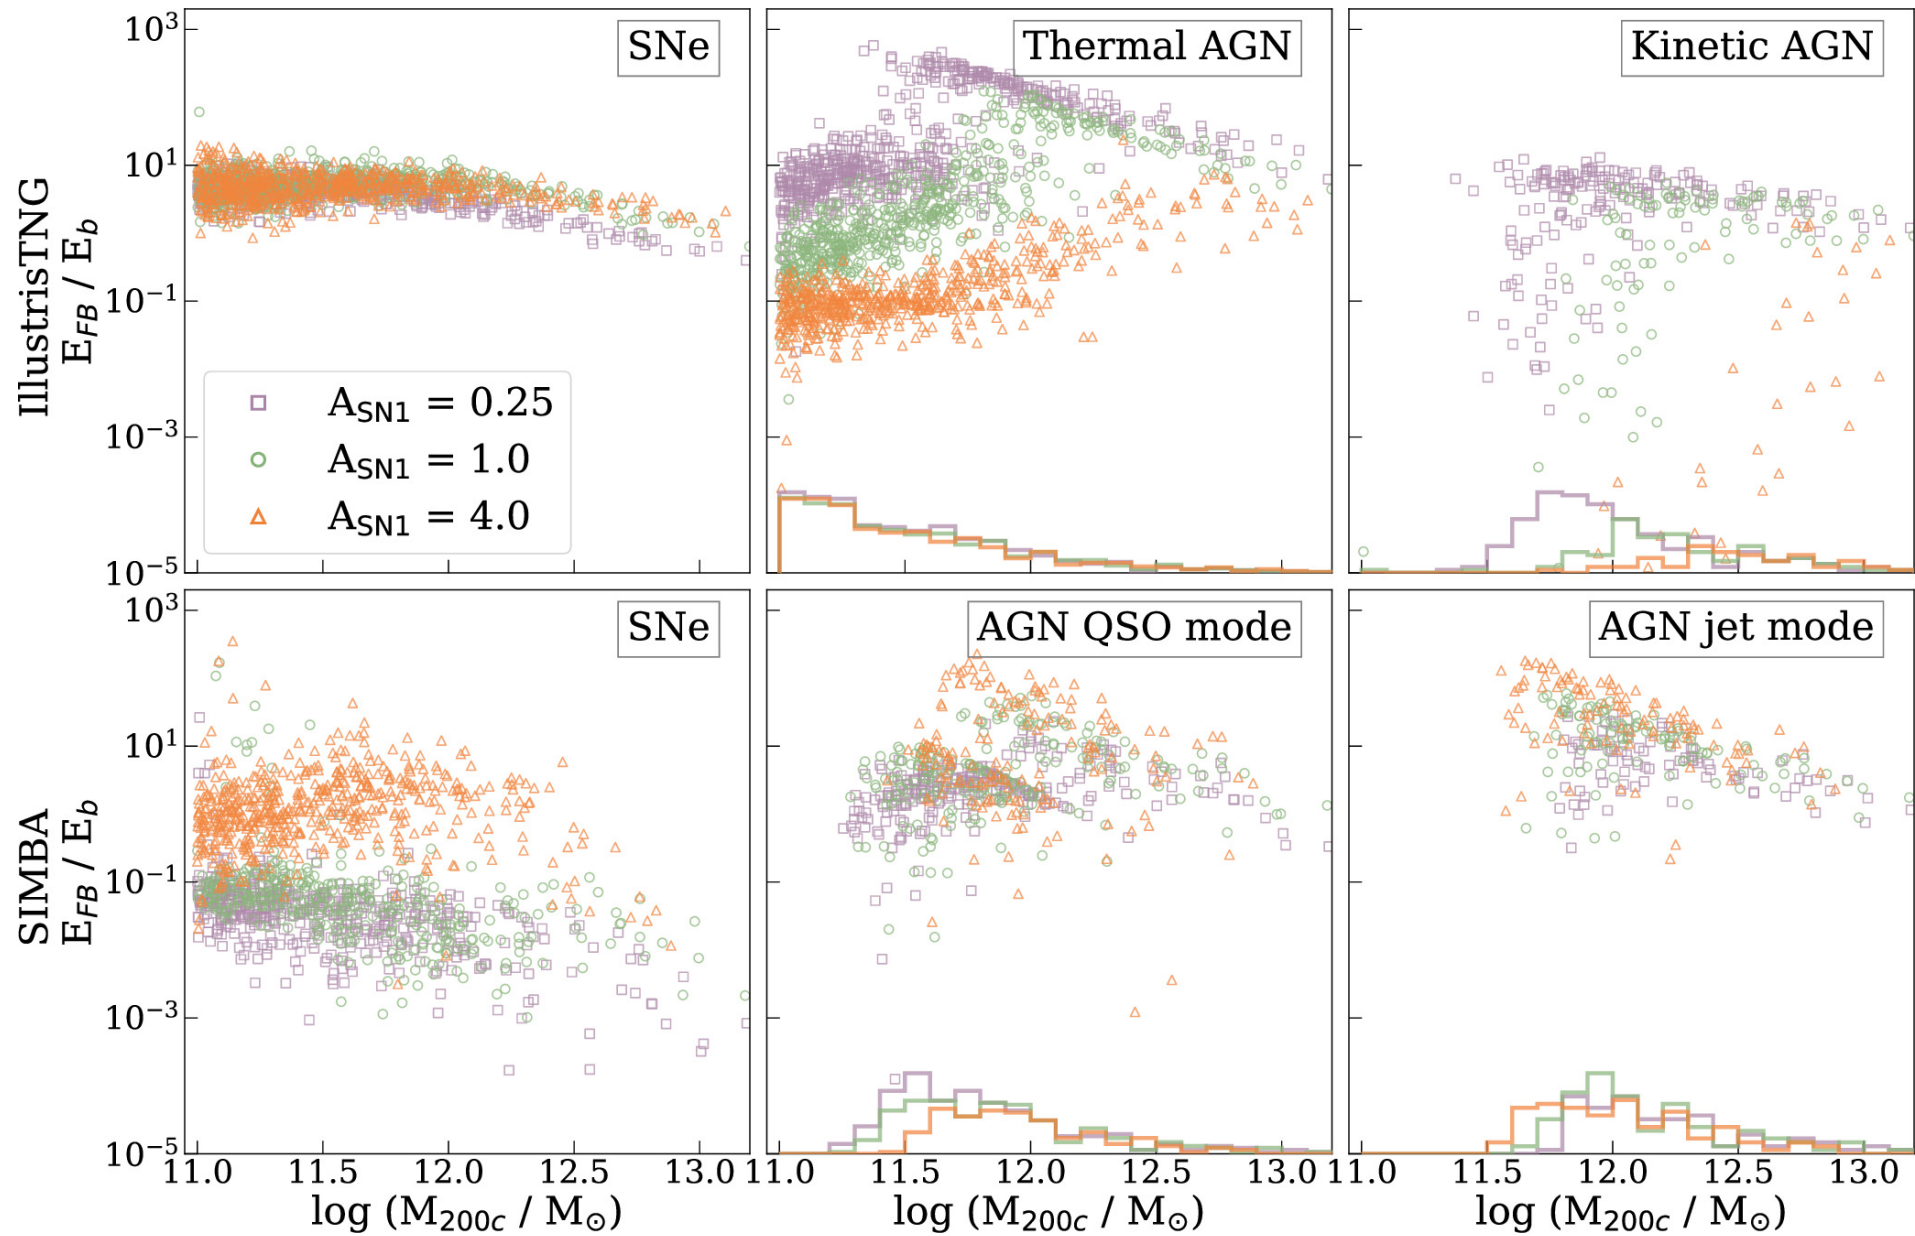 SNe
Thermal AGN
Kinetic AGN
IllustrisTNG
E_FB / E_b
10³
10¹
10⁻¹
10⁻³
10⁻⁵
A_SN1 = 0.25
A_SN1 = 1.0
A_SN1 = 4.0
SNe
AGN QSO mode
AGN jet mode
SIMBA
E_FB / E_b
10³
10¹
10⁻¹
10⁻³
10⁻⁵
11.0 11.5 12.0 12.5 13.0 11.0 11.5 12.0 12.5 13.0 11.0 11.5 12.0 12.5 13.0
log (M_200c / M_⊙) log (M_200c / M_⊙) log (M_200c / M_⊙)